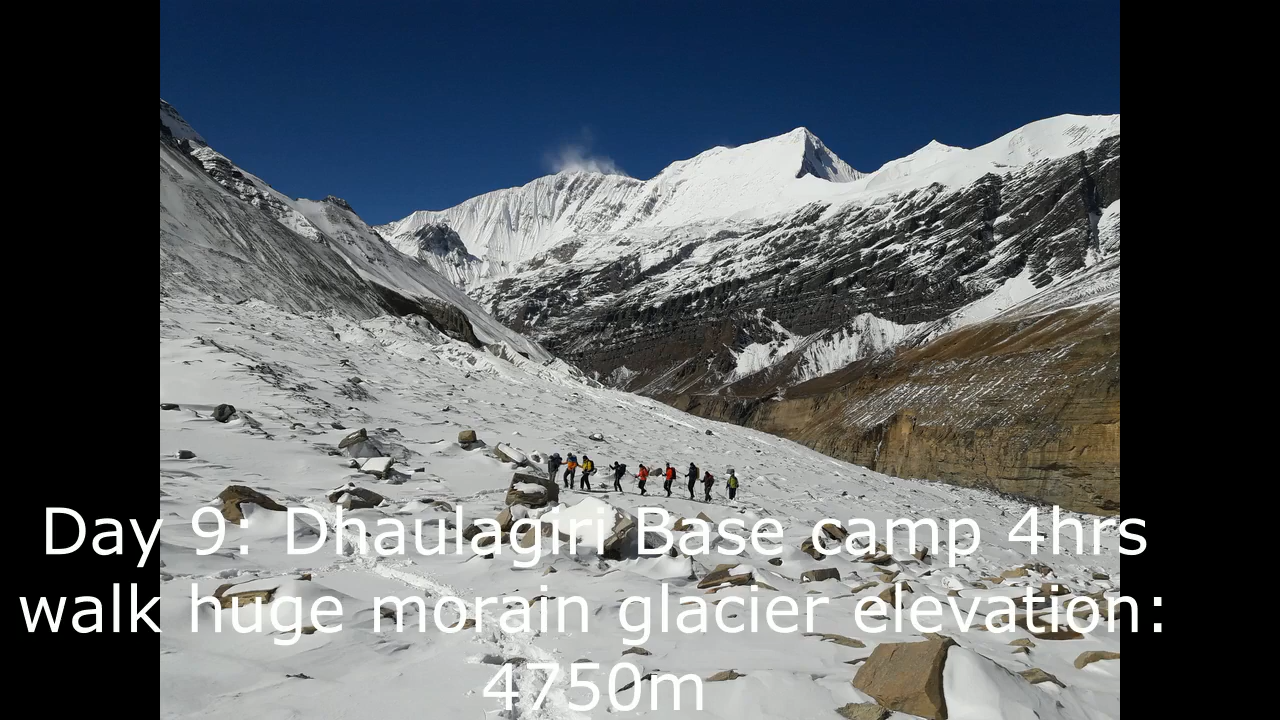 Day 9: Dhaulagiri Base camp 4hrs
walk huge morain glacier elevation:
4750m